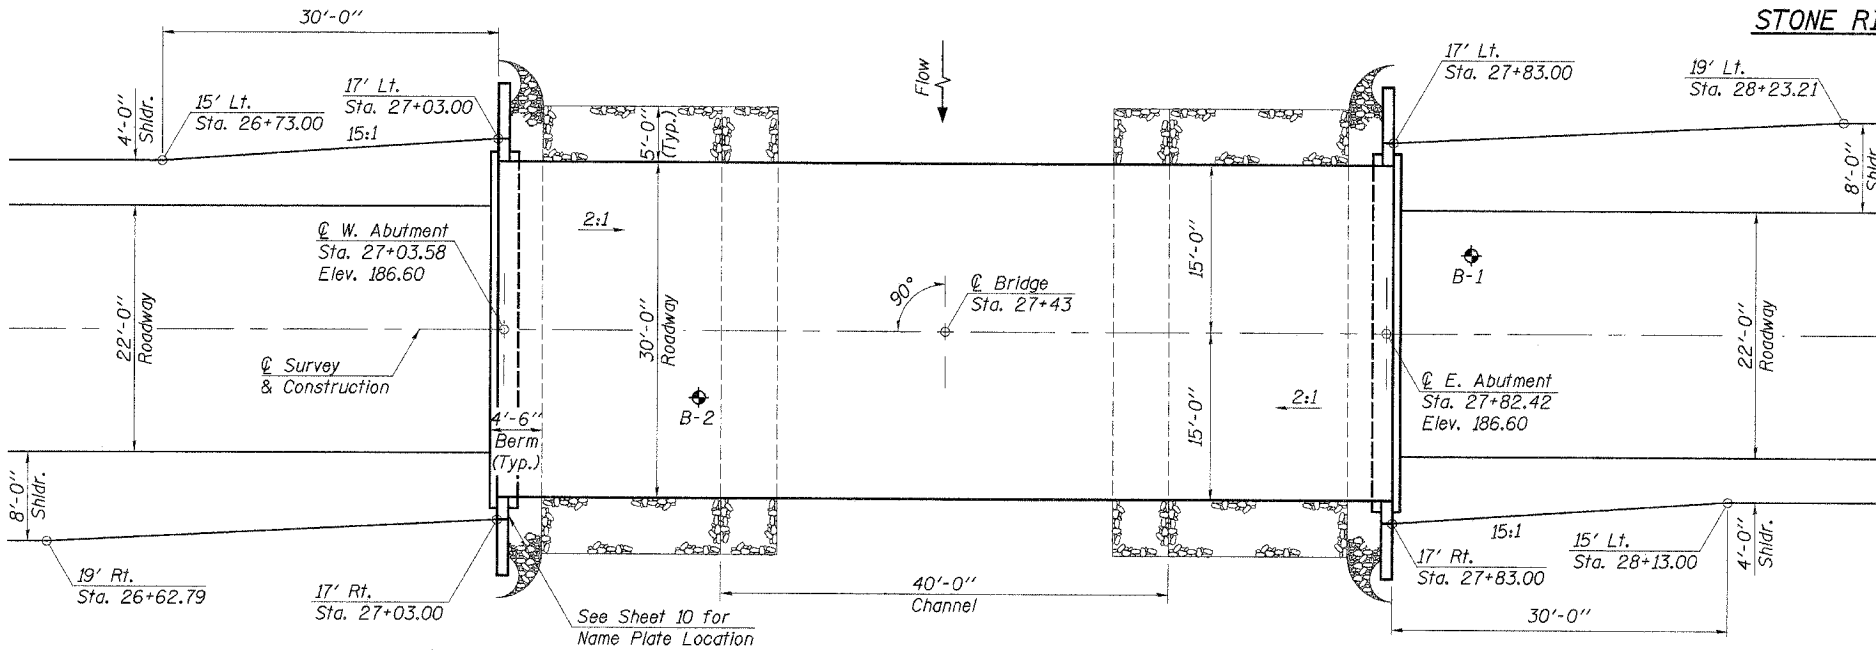 STONE RI
30'-0"
Flow
4'-0"
Shldr.
15' Lt.
Sta. 26+73.00
15:1
17' Lt.
Sta. 27+03.00
5'-0"
(Typ.)
17' Lt.
Sta. 27+83.00
19' Lt.
Sta. 28+23.21
8'-0"
Shldr.
22'-0"
Roadway
℄ W. Abutment
Sta. 27+03.58
Elev. 186.60
℄ Survey
& Construction
2:1
30'-0"
Roadway
90°
℄ Bridge
Sta. 27+43
15'-0"
15'-0"
B-1
B-2
2:1
℄ E. Abutment
Sta. 27+82.42
Elev. 186.60
22'-0"
Roadway
4'-6"
Berm
(Typ.)
8'-0"
Shldr.
19' Rt.
Sta. 26+62.79
17' Rt.
Sta. 27+03.00
See Sheet 10 for
Name Plate Location
40'-0"
Channel
15:1
17' Rt.
Sta. 27+83.00
15' Lt.
Sta. 28+13.00
4'-0"
Shldr.
30'-0"